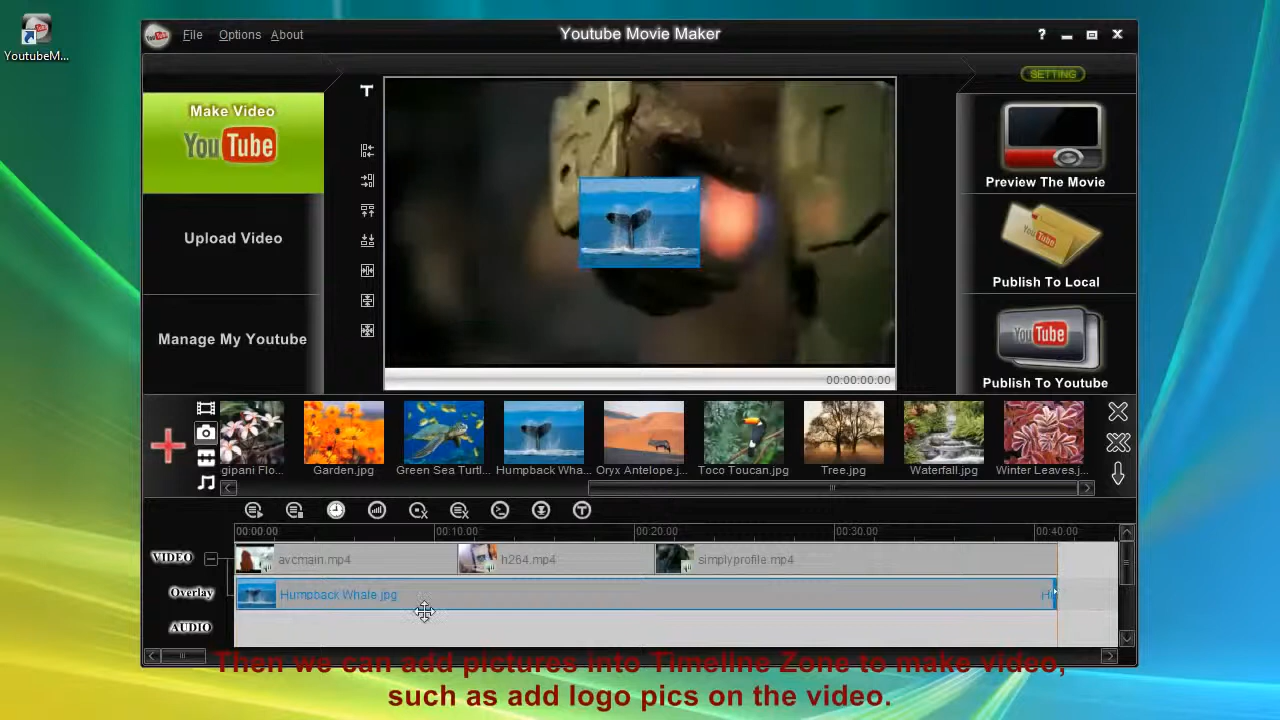 YoutubeM...
File Options About
Youtube Movie Maker
?
SETTING
Make Video
YouTube
Upload Video
Manage My Youtube
T
00:00:00.00
Preview The Movie
YouTube
Publish To Local
YouTube
Publish To Youtube
gipani Flo... Garden.jpg Green Sea Turtl... Humpback Wha... Oryx Antelope.j... Toco Toucan.jpg Tree.jpg Waterfall.jpg Winter Leaves.j...
00:00.00 00:10.00 00:20.00 00:30.00 00:40.00
VIDEO avcmain.mp4 h264.mp4 simplyprofile.mp4
Overlay Humpback Whale.jpg
AUDIO
Then we can add pictures into Timeline Zone to make video,
such as add logo pics on the video.